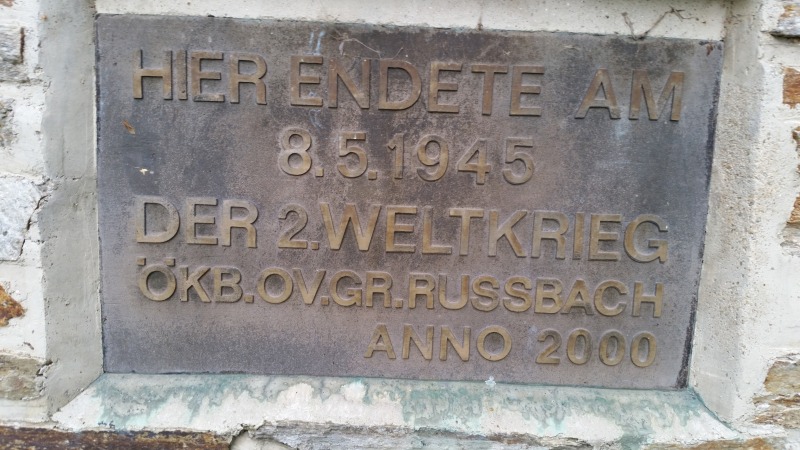 HIER ENDETE AM
8.5.1945
DER 2.WELTKRIEG
ÖKB.OV.GR.RUSSBACH
ANNO 2000